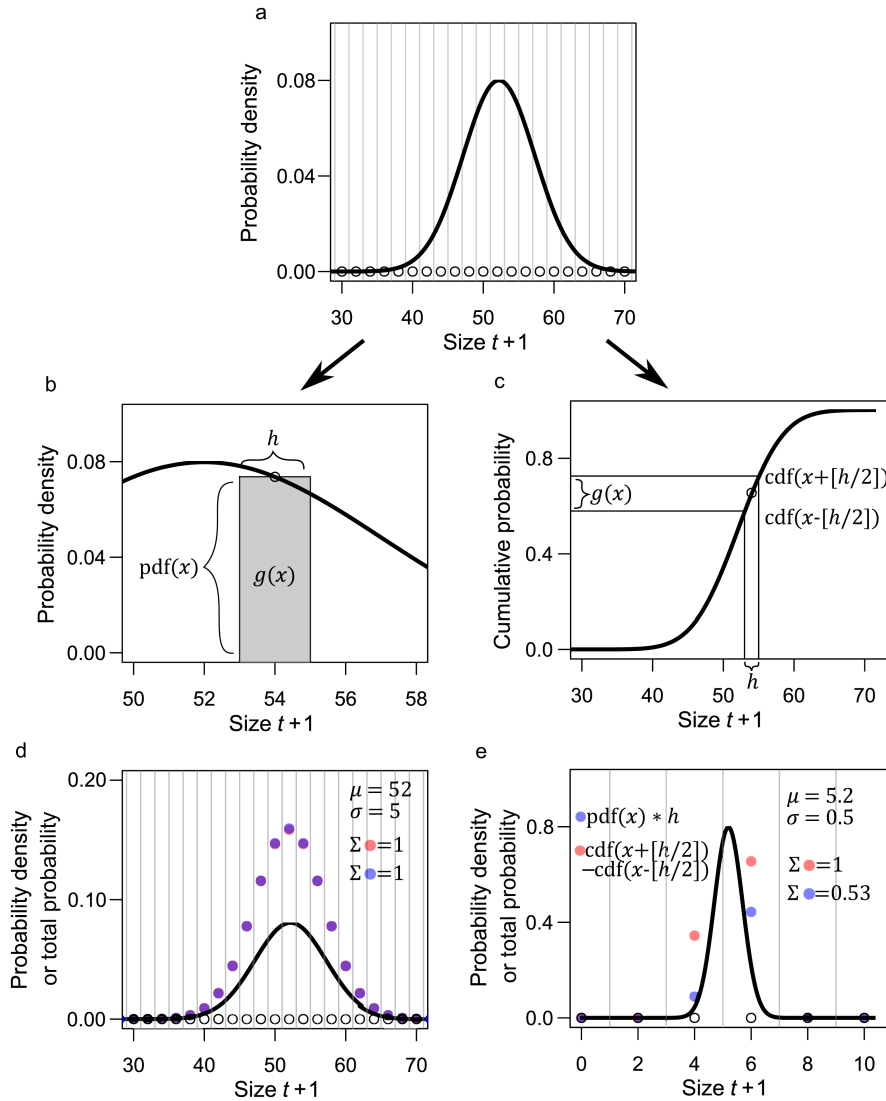 a
Probability density
0.08
0.04
0.00
30 40 50 60 70
Size t+1
b
Probability density
0.08
0.04
0.00
h
pdf(x)
g(x)
50 52 54 56 58
Size t+1
c
Cumulative probability
0.8
0.4
0.0
g(x)
cdf(x+[h/2])
cdf(x-[h/2])
h
30 40 50 60 70
Size t+1
d
Probability density
or total probability
0.20
0.10
0.00
μ = 52
σ = 5
Σ =1
Σ =1
30 40 50 60 70
Size t+1
e
Probability density
or total probability
0.8
0.4
0.0
pdf(x) * h
cdf(x+[h/2])
−cdf(x-[h/2])
μ = 5.2
σ = 0.5
Σ =1
Σ =0.53
0 2 4 6 8 10
Size t+1